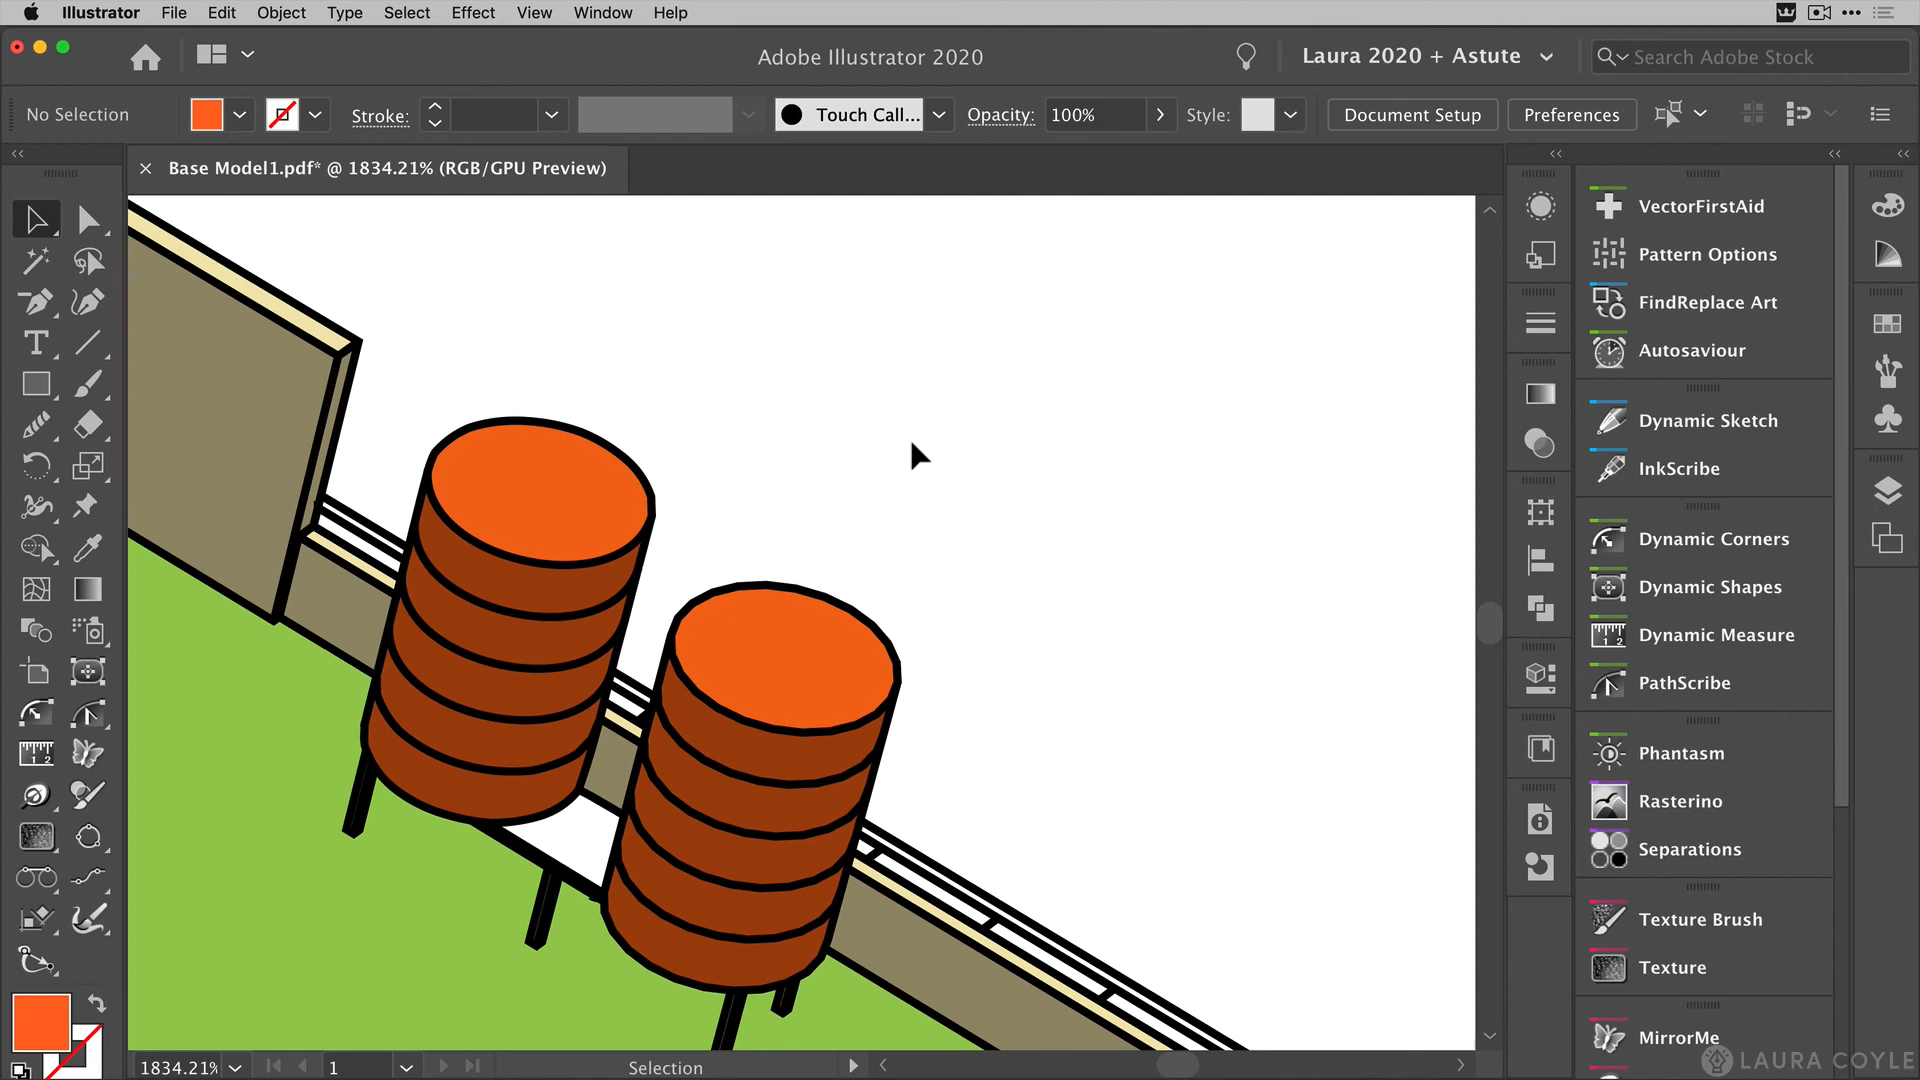 Illustrator File Edit Object Type Select Effect View Window Help
Adobe Illustrator 2020
Laura 2020 + Astute
Search Adobe Stock
No Selection
Stroke:
Touch Call...
Opacity: 100%
Style:
Document Setup
Preferences
× Base Model1.pdf* @ 1834.21% (RGB/GPU Preview)
VectorFirstAid
Pattern Options
FindReplace Art
Autosaviour
Dynamic Sketch
InkScribe
Dynamic Corners
Dynamic Shapes
Dynamic Measure
PathScribe
Phantasm
Rasterino
Separations
Texture Brush
Texture
MirrorMe
1834.21%
1
Selection
LAURA COYLE